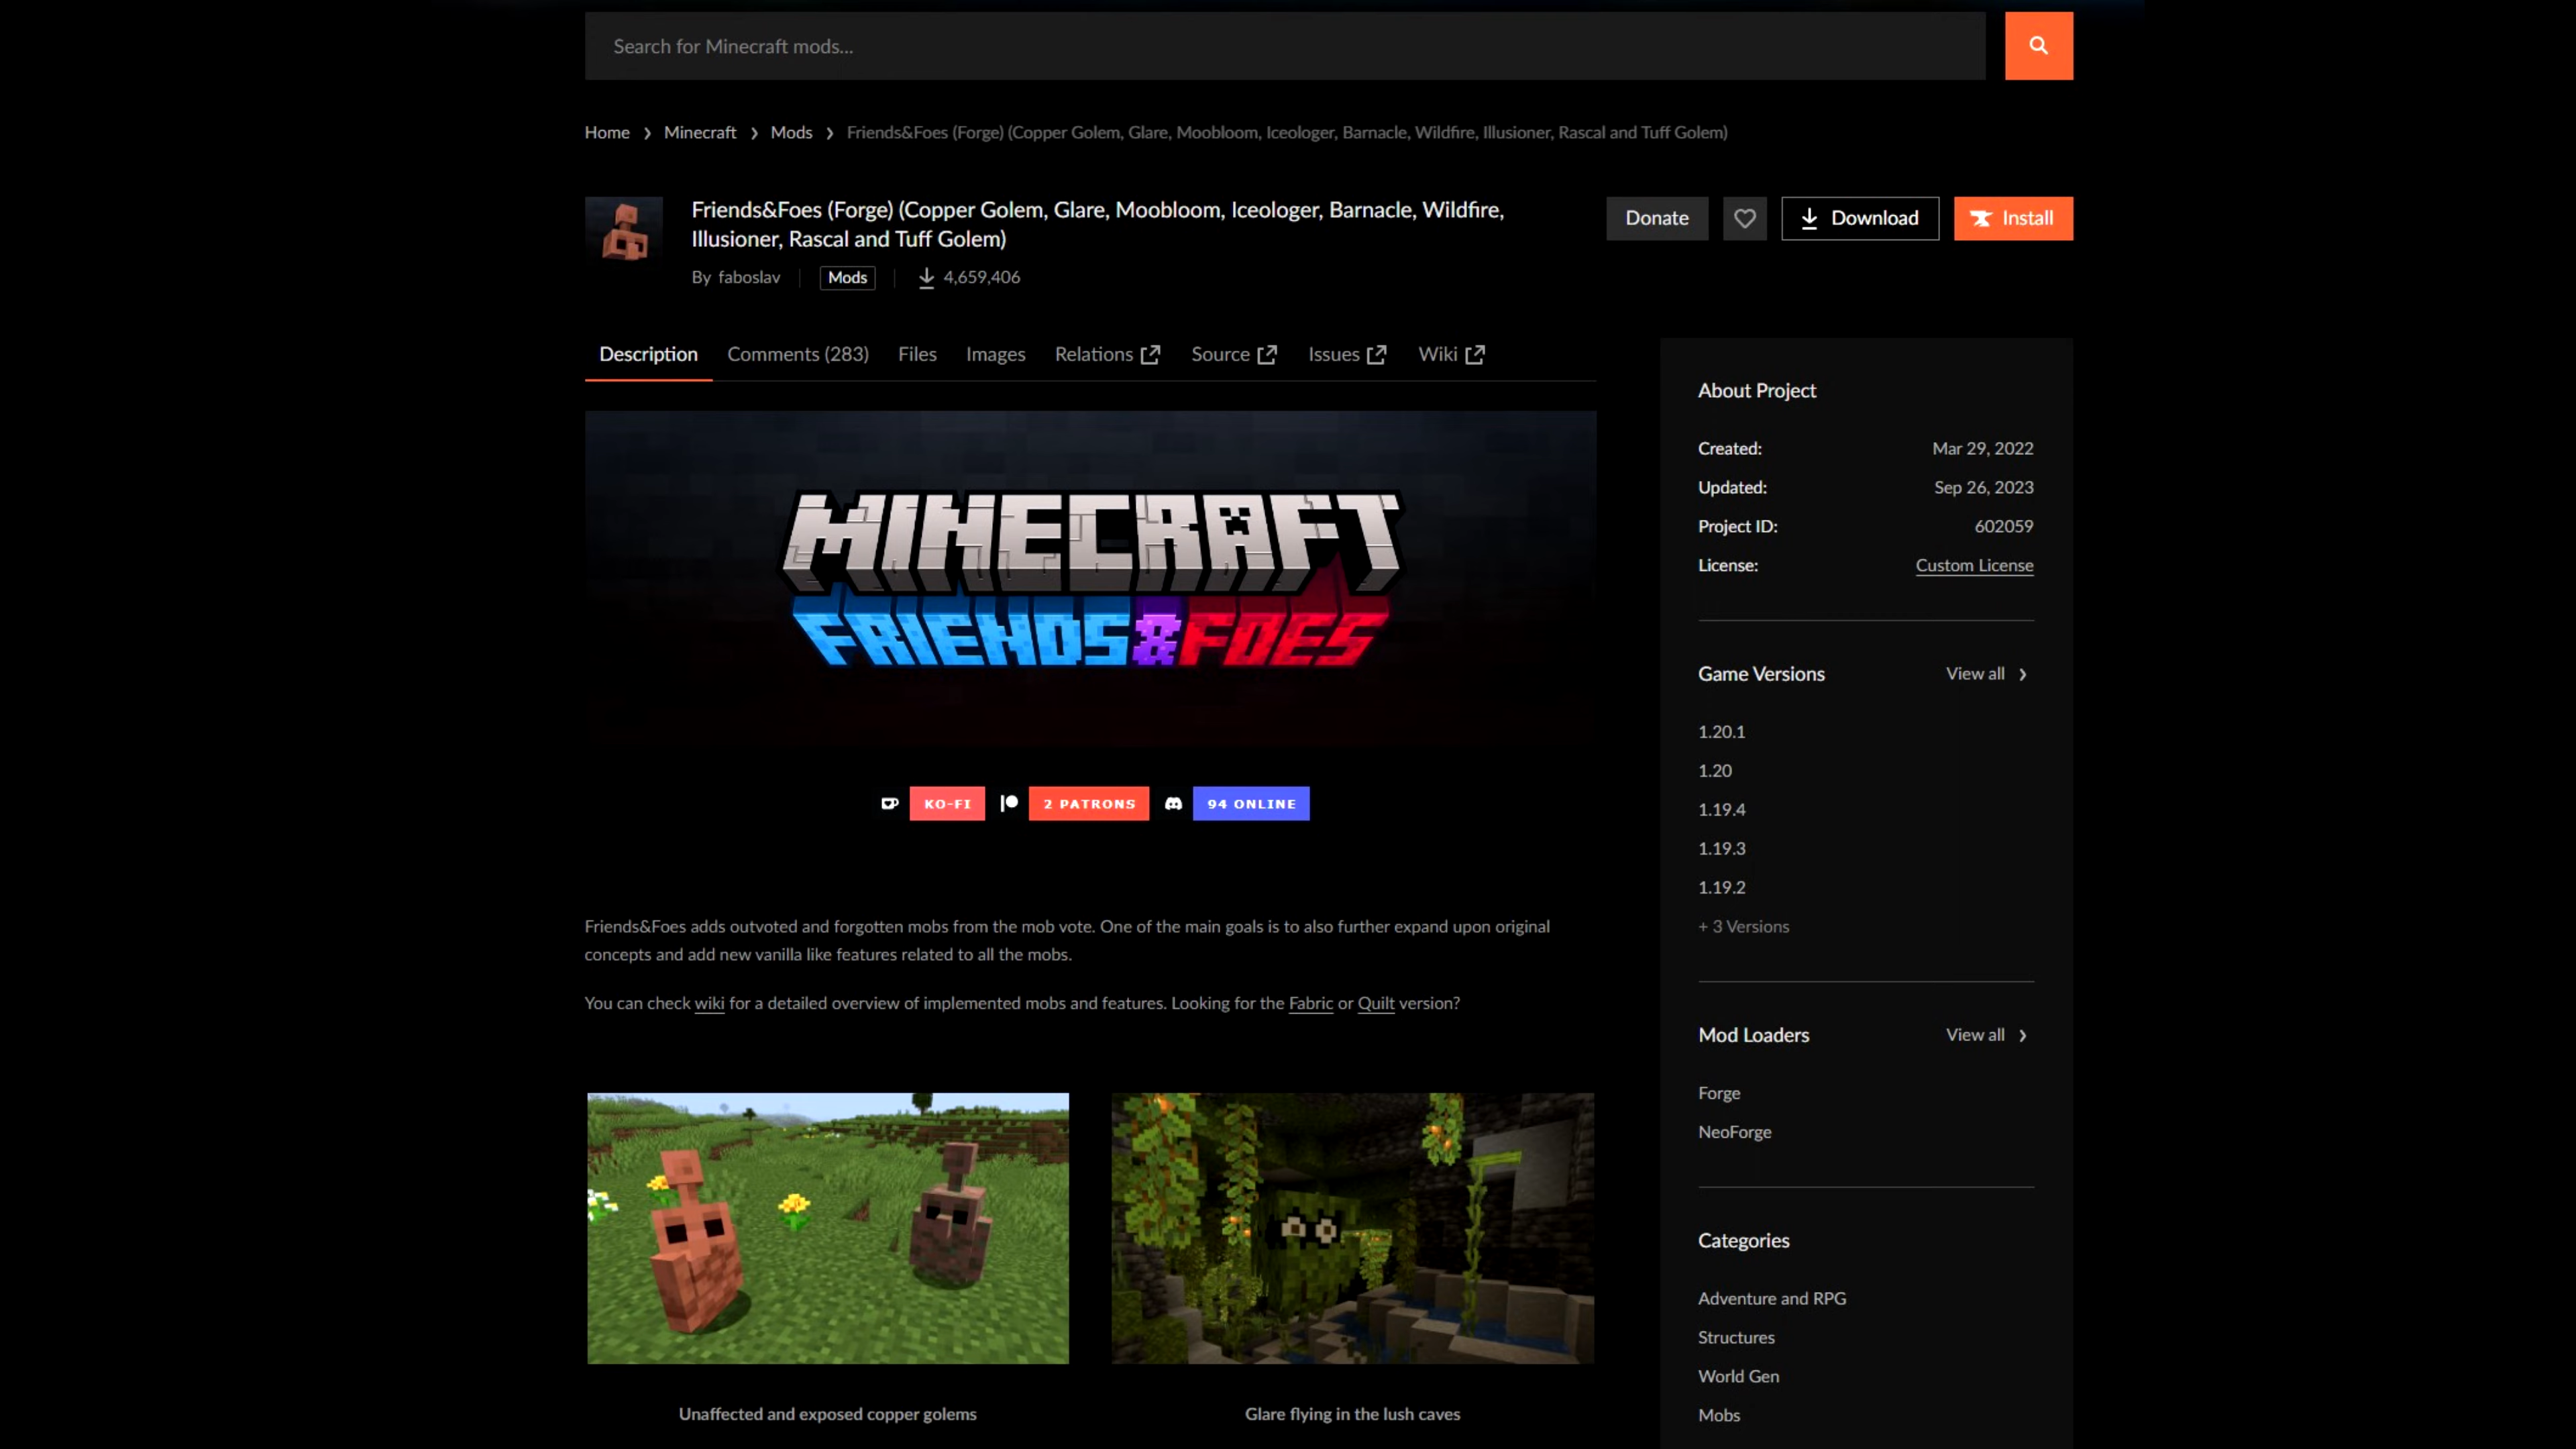 Search for Minecraft mods...
Home > Minecraft > Mods > Friends&Foes (Forge) (Copper Golem, Glare, Moobloom, Iceologer, Barnacle, Wildfire, Illusioner, Rascal and Tuff Golem)
Friends&Foes (Forge) (Copper Golem, Glare, Moobloom, Iceologer, Barnacle, Wildfire,
Illusioner, Rascal and Tuff Golem)
Donate
Download
Install
By faboslav | Mods | 4,659,406
Description Comments (283) Files Images Relations Source Issues Wiki
MINECRAFT
FRIENDS&FOES
KO-FI 2 PATRONS 94 ONLINE
Friends&Foes adds outvoted and forgotten mobs from the mob vote. One of the main goals is to also further expand upon original
concepts and add new vanilla like features related to all the mobs.
You can check wiki for a detailed overview of implemented mobs and features. Looking for the Fabric or Quilt version?
Unaffected and exposed copper golems
Glare flying in the lush caves
About Project
Created: Mar 29, 2022
Updated: Sep 26, 2023
Project ID: 602059
License: Custom License
Game Versions View all >
1.20.1
1.20
1.19.4
1.19.3
1.19.2
+ 3 Versions
Mod Loaders View all >
Forge
NeoForge
Categories
Adventure and RPG
Structures
World Gen
Mobs